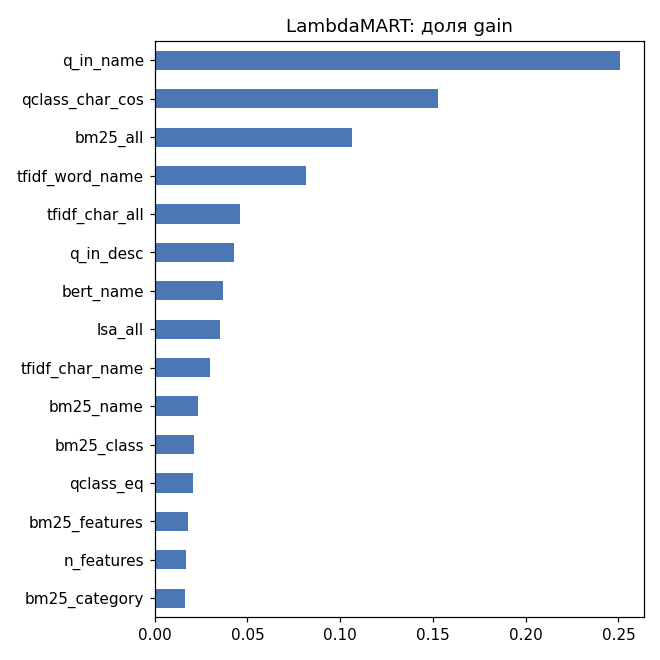 LambdaMART: доля gain
q_in_name
qclass_char_cos
bm25_all
tfidf_word_name
tfidf_char_all
q_in_desc
bert_name
lsa_all
tfidf_char_name
bm25_name
bm25_class
qclass_eq
bm25_features
n_features
bm25_category
0.00 0.05 0.10 0.15 0.20 0.25